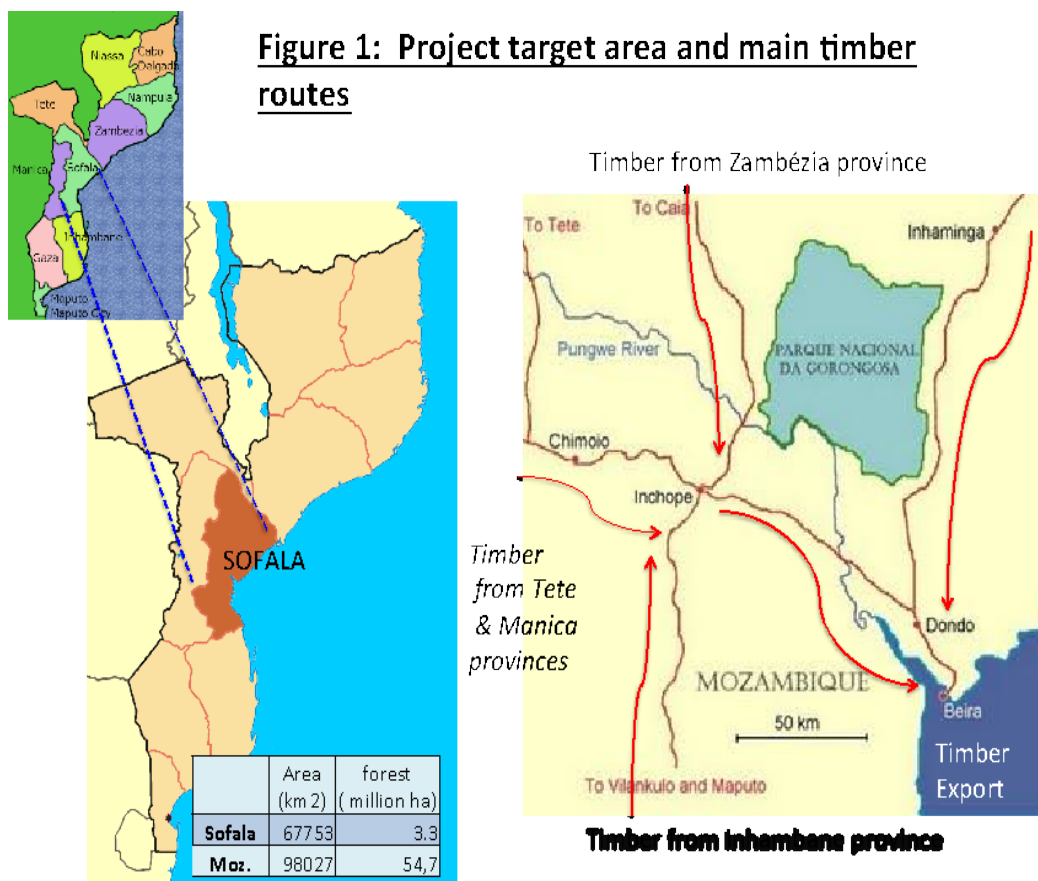 Figure 1: Project target area and main timber
routes
Niassa
Cabo
Delgada
Tete
Nampula
Zambezia
Manica
Sofala
Inhambane
Gaza
Maputo
Maputo City
SOFALA
Area
(km 2)
forest
( million ha)
Sofala 67753 3.3
Moz. 98027 54,7
Timber from Zambézia province
To Tete
To Caia
Inhaminga
Pungwe River
PARQUE NACIONAL
DA GORONGOSA
Chimoio
Inchope
Timber
from Tete
& Manica
provinces
Dondo
MOZAMBIQUE
Beira
50 km
Timber
Export
To Vilankulo and Maputo
Timber from Inhambane province